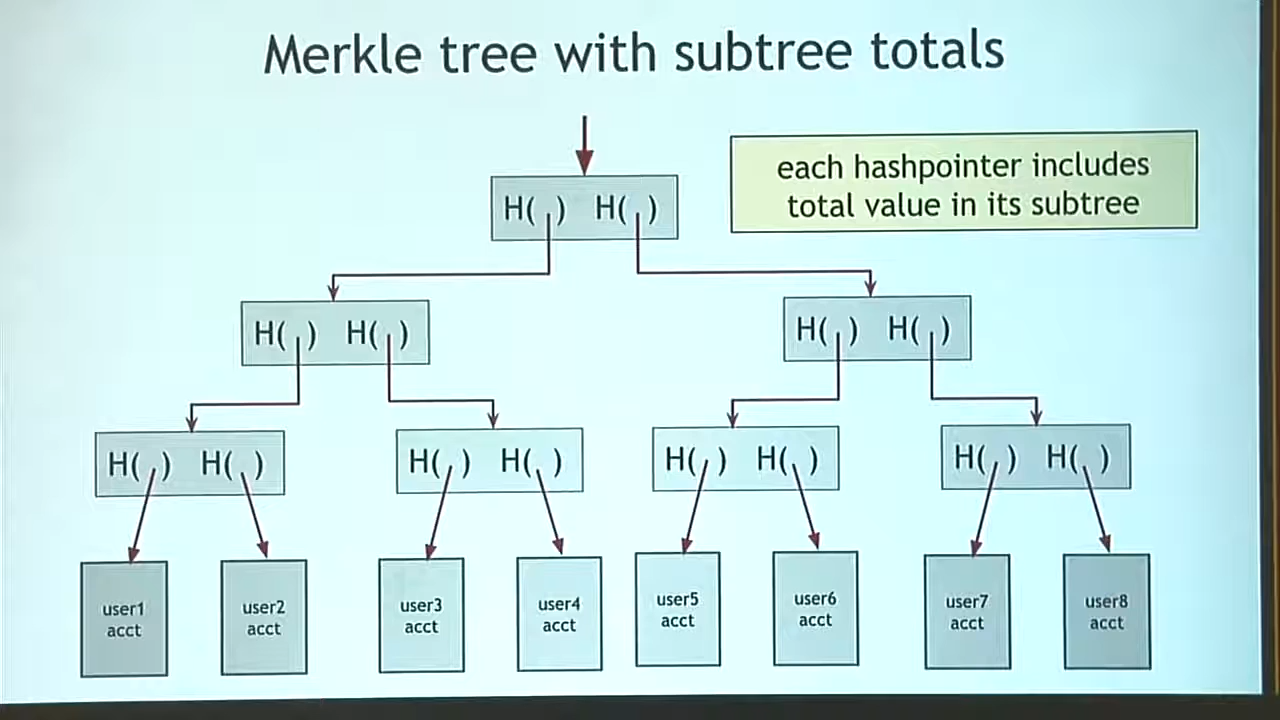 Merkle tree with subtree totals
each hashpointer includes
total value in its subtree
H( ) H( )
H( ) H( )
H( ) H( )
H( ) H( )
H( ) H( )
H( ) H( )
H( ) H( )
user1
acct
user2
acct
user3
acct
user4
acct
user5
acct
user6
acct
user7
acct
user8
acct